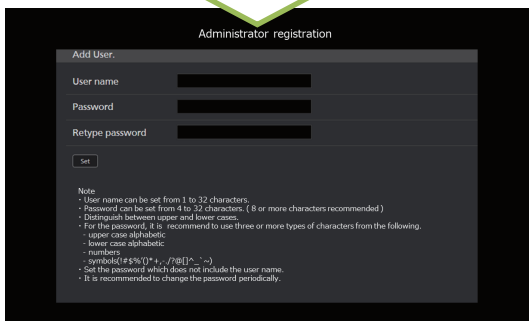 Administrator registration
Add User.
User name
Password
Retype password
Set
Note
・User name can be set from 1 to 32 characters.
・Password can be set from 4 to 32 characters. ( 8 or more characters recommended )
・Distinguish between upper and lower cases.
・For the password, it is recommend to use three or more types of characters from the following.
- upper case alphabetic
- lower case alphabetic
- numbers
- symbols(!#$%'()*+,-./?@[]^_`~)
・Set the password which does not include the user name.
・It is recommended to change the password periodically.